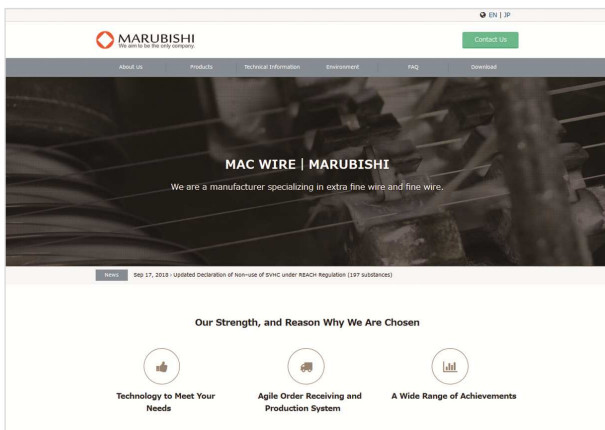 EN | JP
MARUBISHI
We aim to be the only company.
Contact Us
About Us Products Technical Information Environment FAQ Download
MAC WIRE | MARUBISHI
We are a manufacturer specializing in extra fine wire and fine wire.
News Sep 17, 2018 : Updated Declaration of Non-use of SVHC under REACH Regulation (197 substances)
Our Strength, and Reason Why We Are Chosen
Technology to Meet Your
Needs
Agile Order Receiving and
Production System
A Wide Range of Achievements